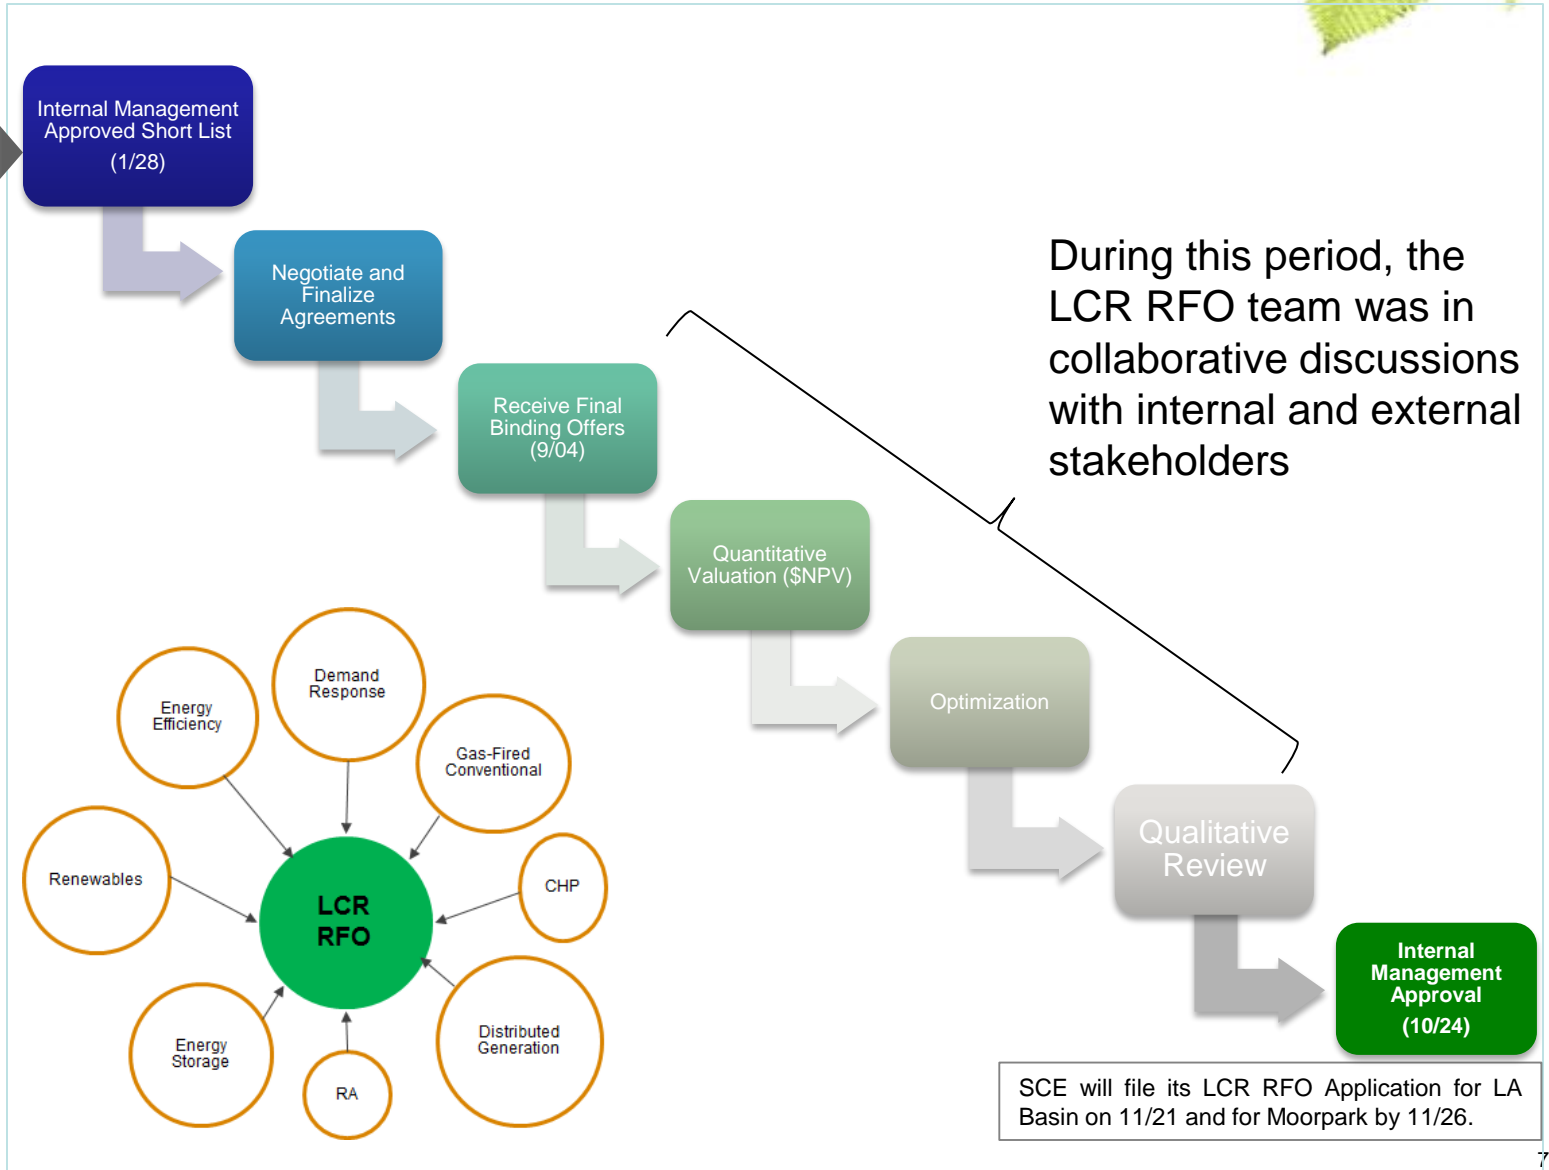 Internal Management
Approved Short List
(1/28)
Negotiate and
Finalize
Agreements
Receive Final
Binding Offers
(9/04)
Quantitative
Valuation ($NPV)
Optimization
Qualitative
Review
Internal
Management
Approval
(10/24)
During this period, the
LCR RFO team was in
collaborative discussions
with internal and external
stakeholders
Demand
Response
Energy
Efficiency
Gas-Fired
Conventional
Renewables
CHP
LCR
RFO
Distributed
Generation
Energy
Storage
RA
SCE will file its LCR RFO Application for LA
Basin on 11/21 and for Moorpark by 11/26.
7